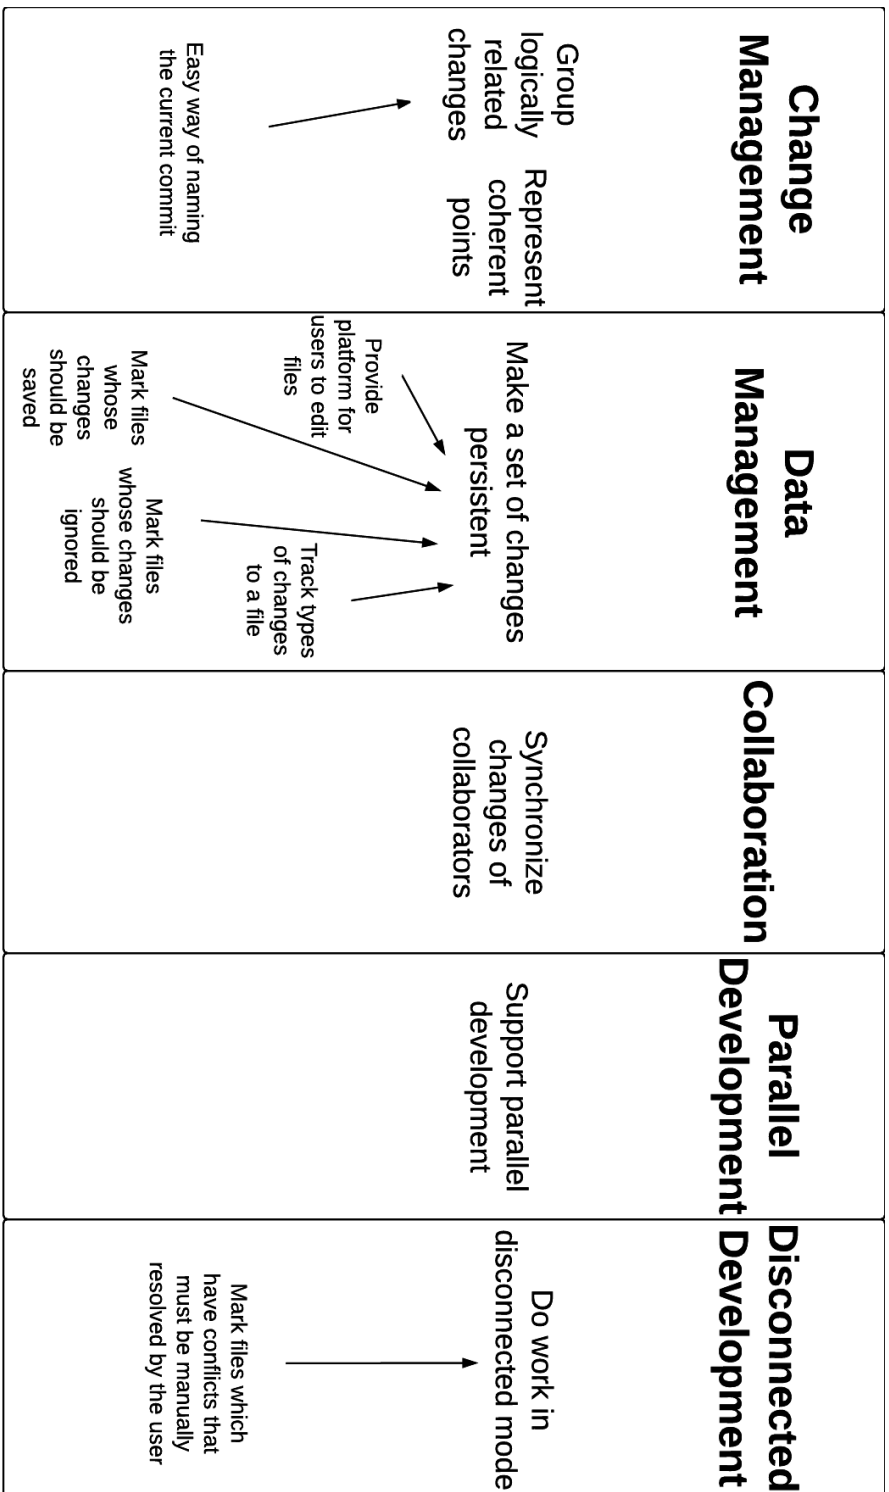 Change
Management
Group
logically
related
changes
Represent
coherent
points
Easy way of naming
the current commit
Data
Management
Make a set of changes
persistent
Provide
platform for
users to edit
files
Mark files
whose
changes
should be
saved
Mark files
whose changes
should be
ignored
Track types
of changes
to a file
Collaboration
Synchronize
changes of
collaborators
Parallel
Development
Support parallel
development
Disconnected
Development
Do work in
disconnected mode
Mark files which
have conflicts that
must be manually
resolved by the user